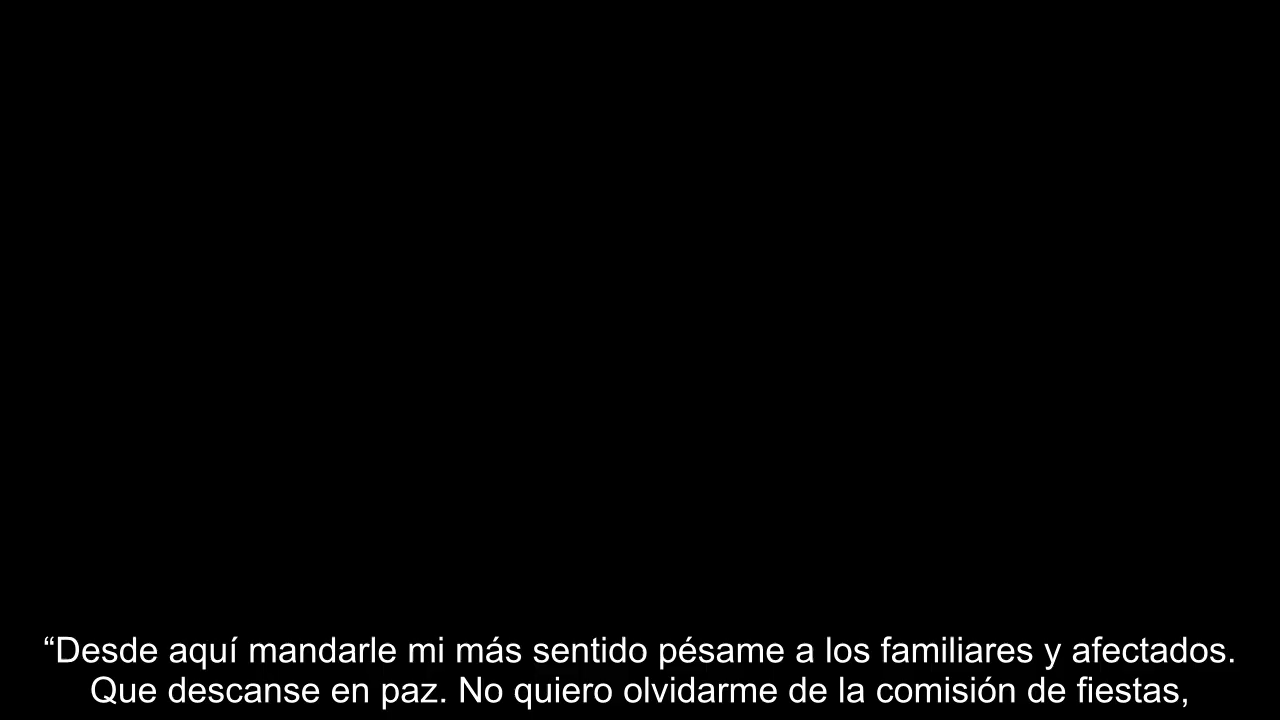 “Desde aquí mandarle mi más sentido pésame a los familiares y afectados.
Que descanse en paz. No quiero olvidarme de la comisión de fiestas,